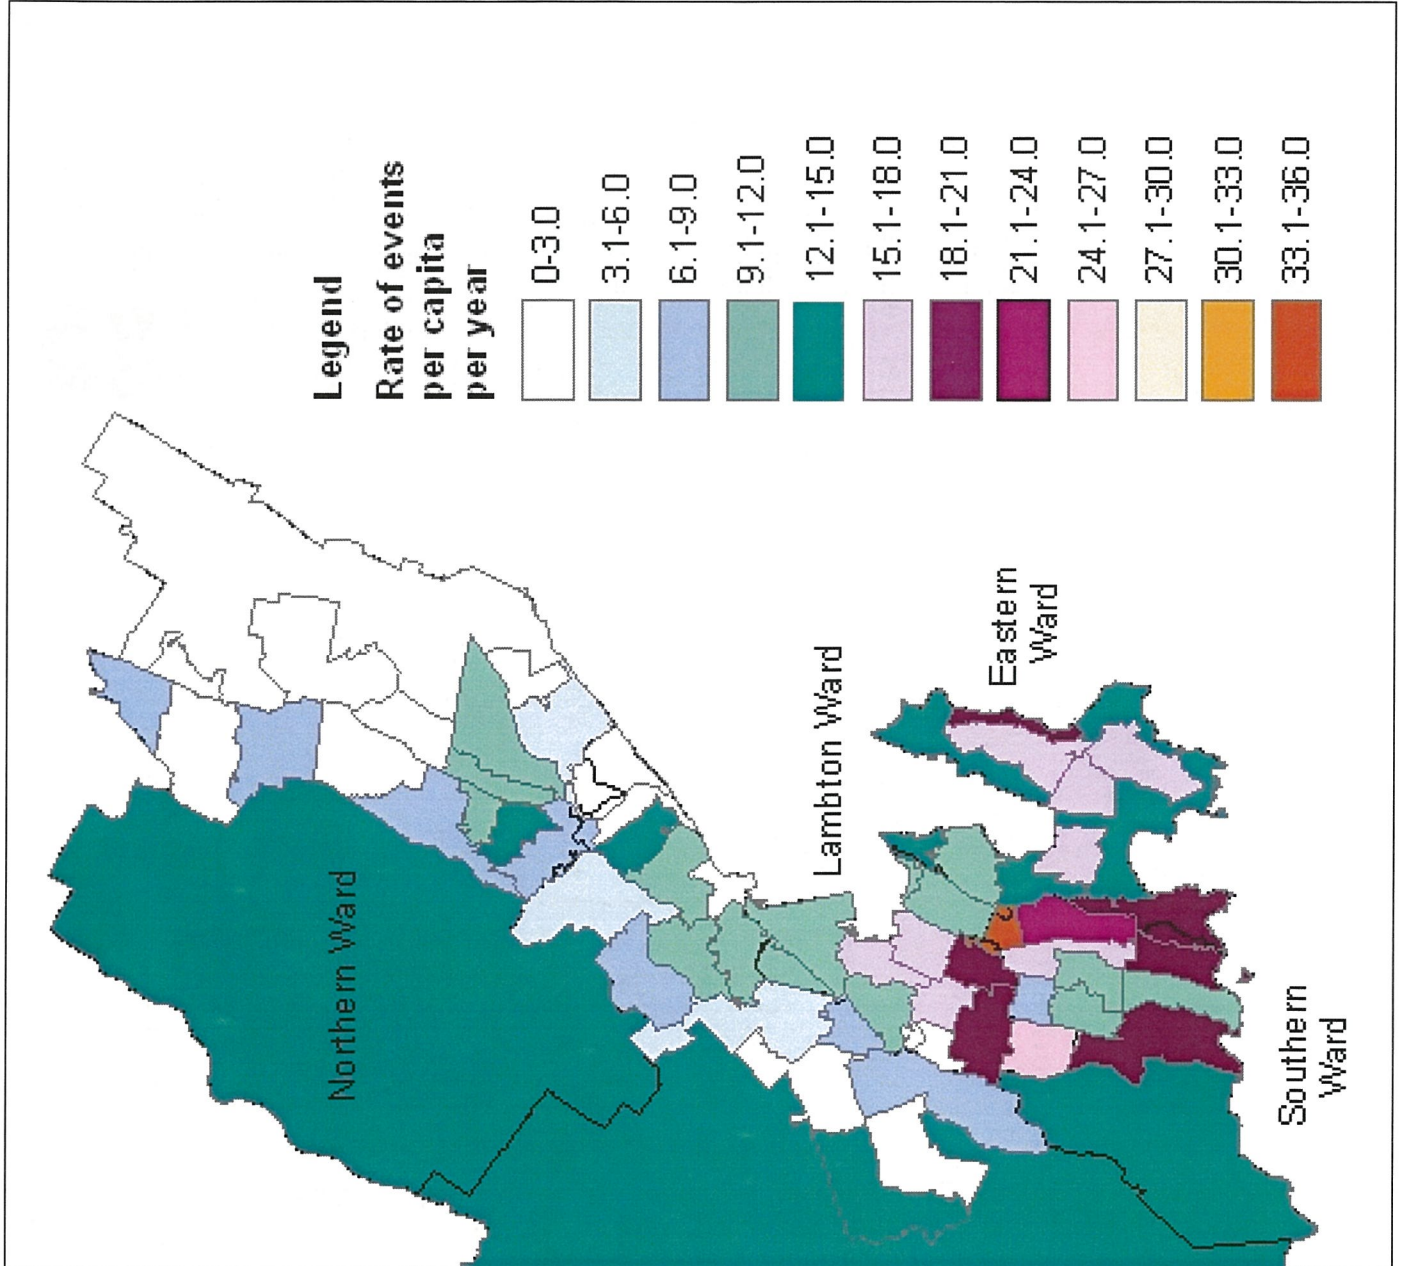 Legend
Rate of events
per capita
per year
0-3.0
3.1-6.0
6.1-9.0
9.1-12.0
12.1-15.0
15.1-18.0
18.1-21.0
21.1-24.0
24.1-27.0
27.1-30.0
30.1-33.0
33.1-36.0
Northern Ward
Lambton Ward
Eastern
Ward
Southern
Ward